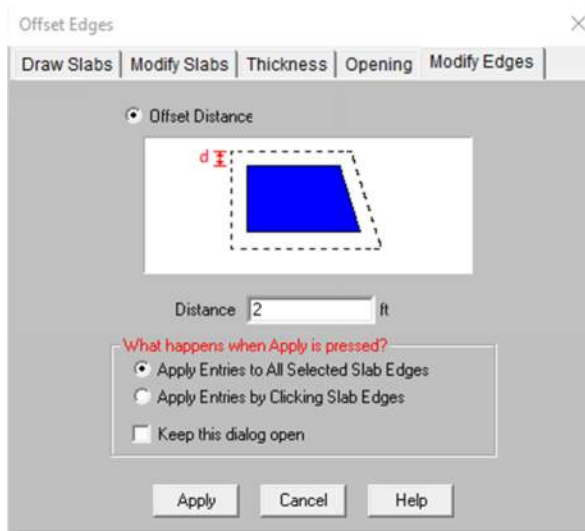 Offset Edges
Draw Slabs Modify Slabs Thickness Opening Modify Edges
Offset Distance
d
Distance 2 ft
What happens when Apply is pressed?
Apply Entries to All Selected Slab Edges
Apply Entries by Clicking Slab Edges
Keep this dialog open
Apply Cancel Help